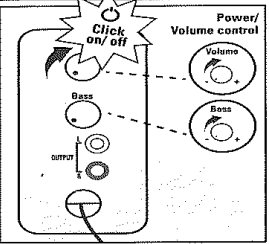 Click
on/ off
Power/
Volume control
Volume
+
Bass
Bass
+
L
OUTPUT
R